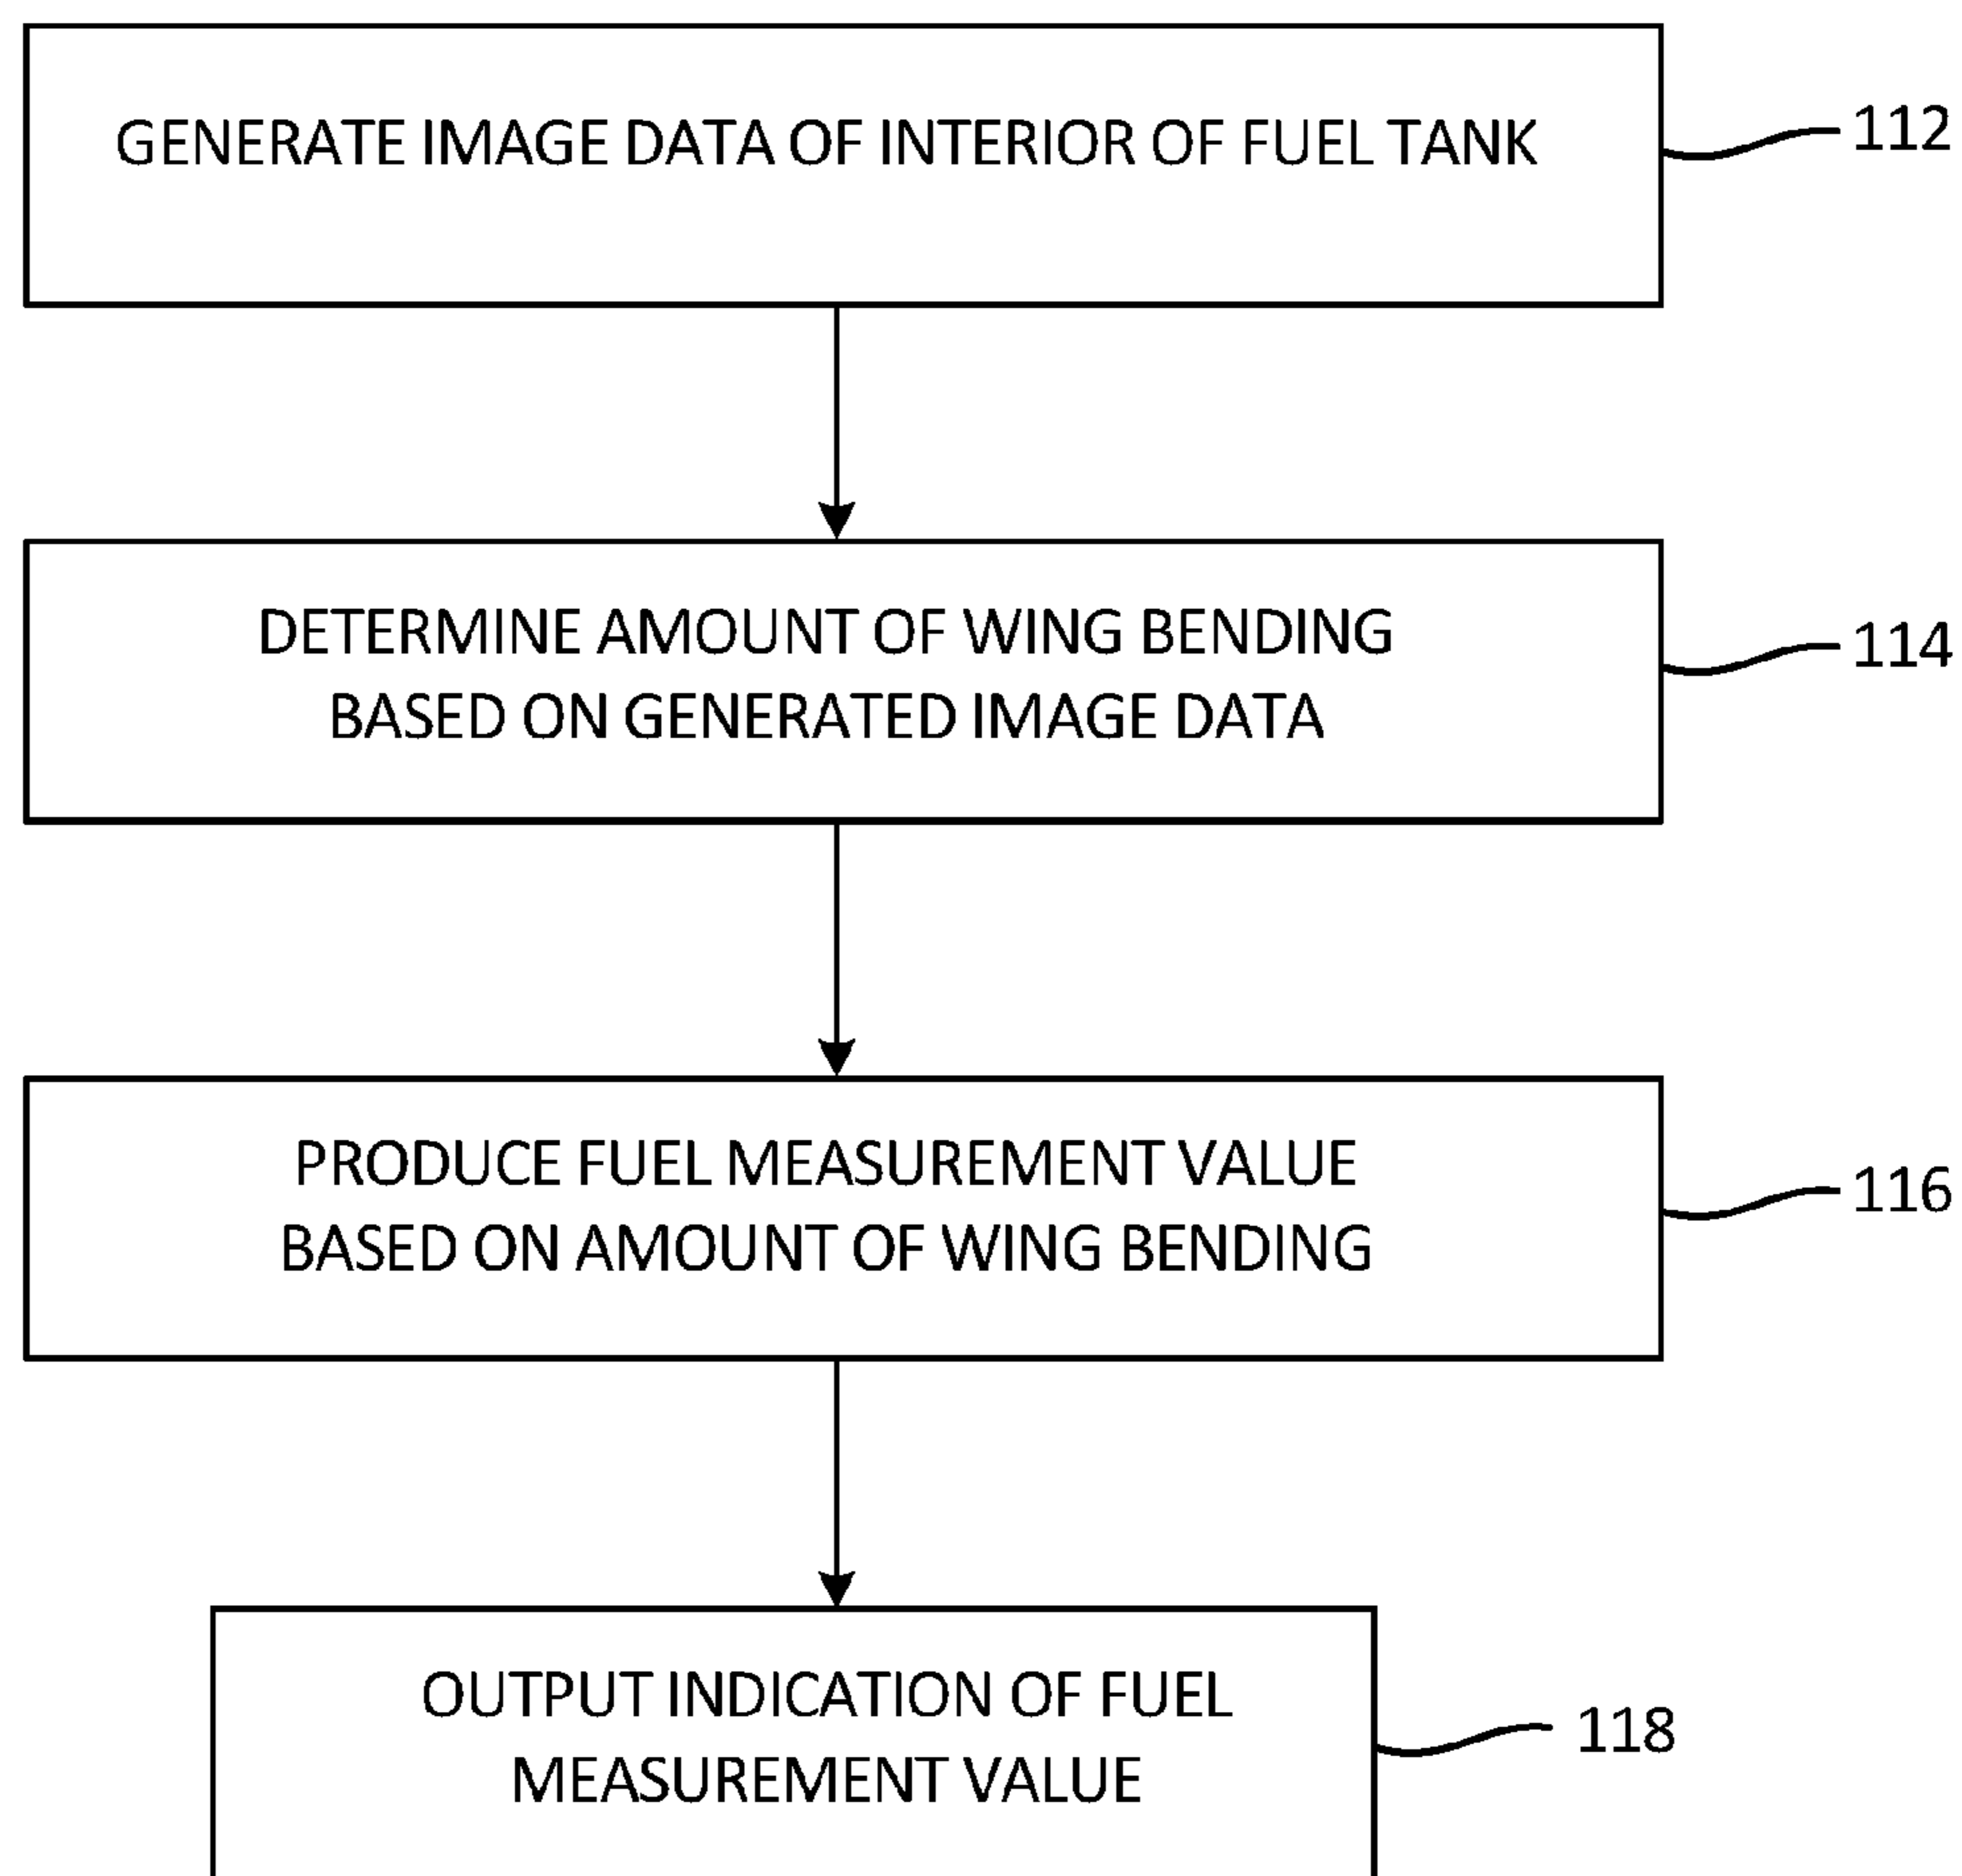 GENERATE IMAGE DATA OF INTERIOR OF FUEL TANK
112
DETERMINE AMOUNT OF WING BENDING
BASED ON GENERATED IMAGE DATA
114
PRODUCE FUEL MEASUREMENT VALUE
BASED ON AMOUNT OF WING BENDING
116
OUTPUT INDICATION OF FUEL
MEASUREMENT VALUE
118